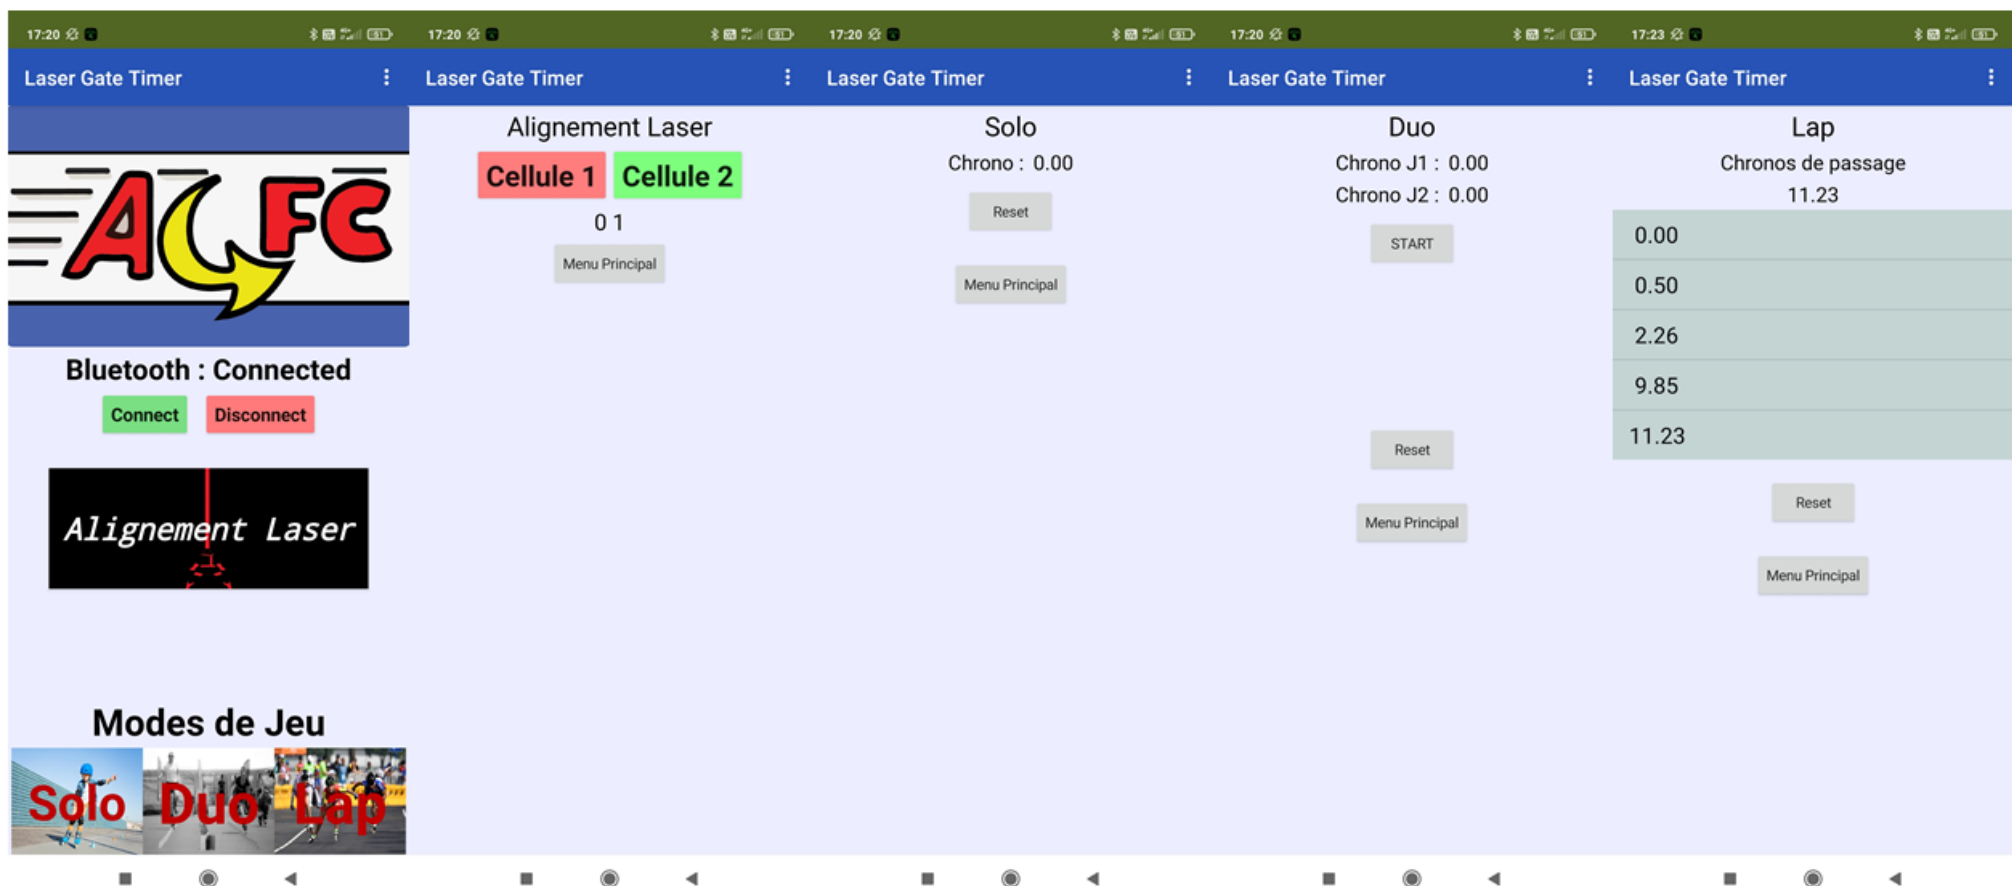 17:20
Laser Gate Timer
ACFC
Bluetooth : Connected
Connect Disconnect
Alignement Laser
Modes de Jeu
Solo Duo Lap
17:20
Laser Gate Timer
Alignement Laser
Cellule 1 Cellule 2
0 1
Menu Principal
17:20
Laser Gate Timer
Solo
Chrono : 0.00
Reset
Menu Principal
17:20
Laser Gate Timer
Duo
Chrono J1 : 0.00
Chrono J2 : 0.00
START
Reset
Menu Principal
17:23
Laser Gate Timer
Lap
Chronos de passage
11.23
0.00
0.50
2.26
9.85
11.23
Reset
Menu Principal